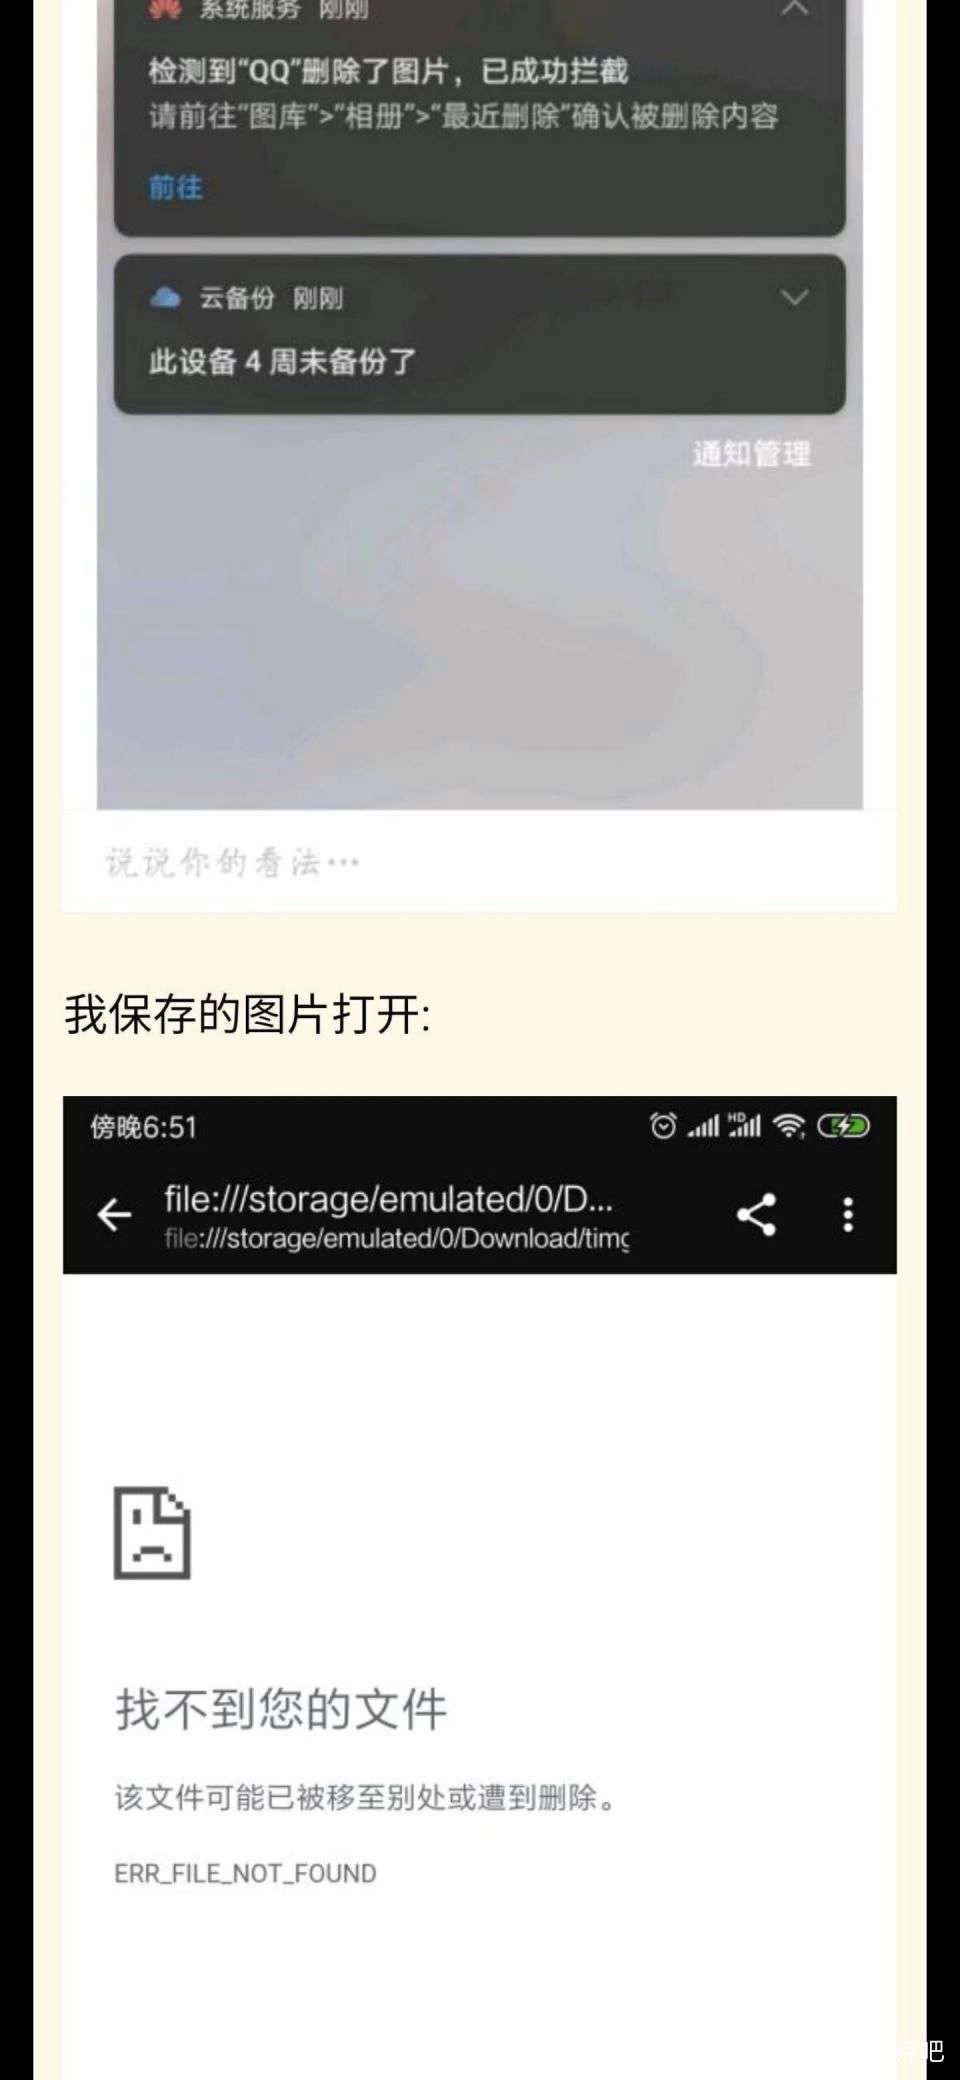 系统服务 刚刚
检测到“QQ”删除了图片，已成功拦截
请前往“图库”>“相册”>“最近删除”确认被删除内容
前往
云备份 刚刚
此设备 4 周未备份了
通知管理
说说你的看法…
我保存的图片打开:
傍晚6:51
HD
file:///storage/emulated/0/D...
file:///storage/emulated/0/Download/timg
找不到您的文件
该文件可能已被移至别处或遭到删除。
ERR_FILE_NOT_FOUND
吧